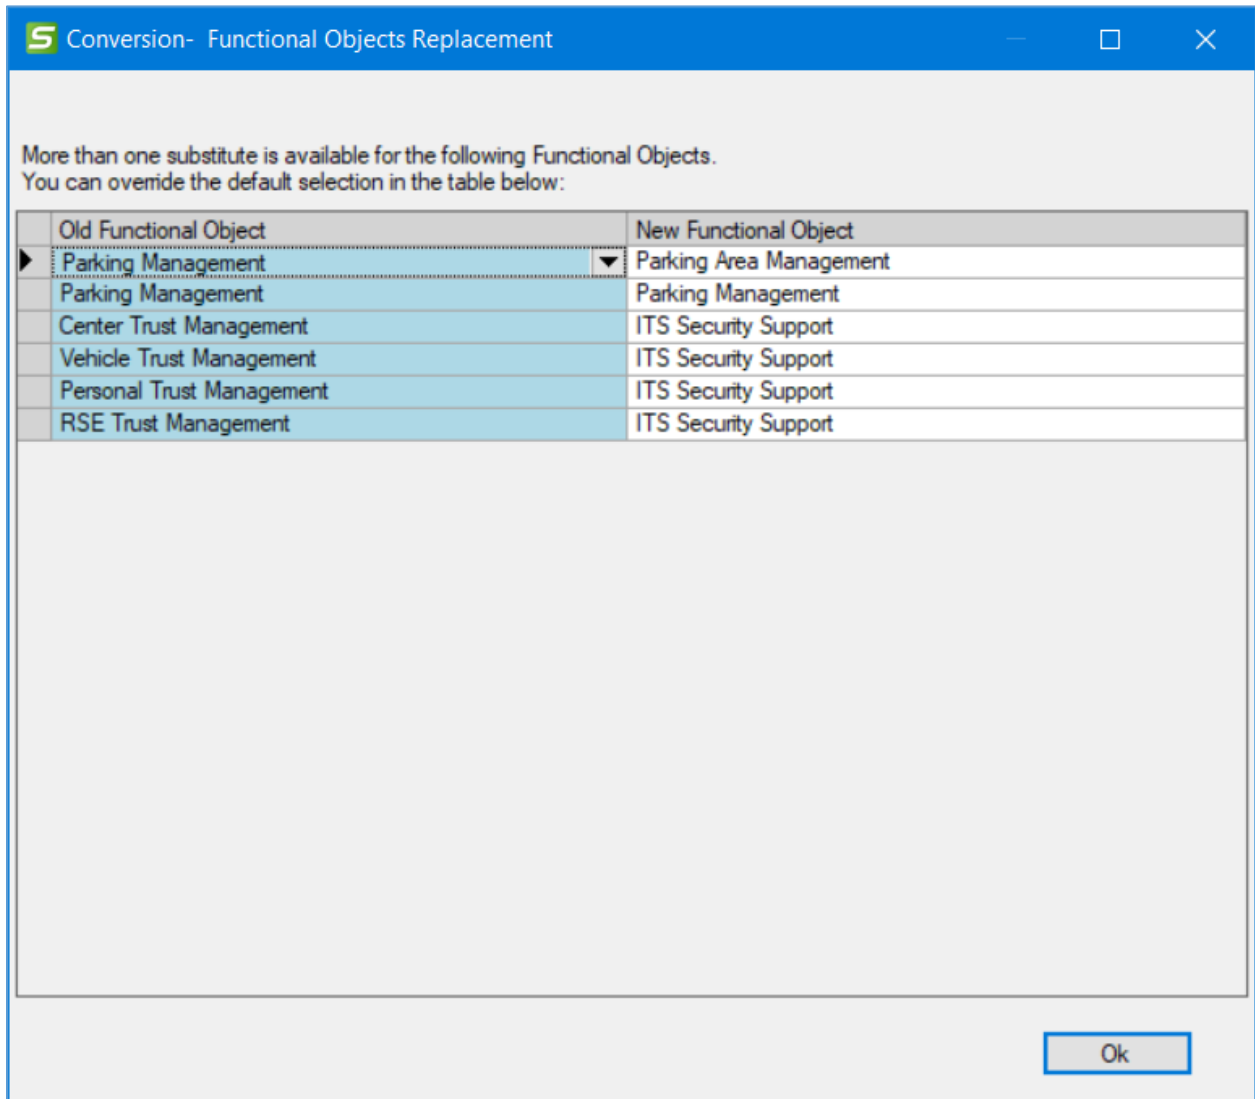 Conversion-  Functional Objects Replacement
More than one substitute is available for the following Functional Objects.
You can override the default selection in the table below:
Old Functional Object New Functional Object
Parking Management Parking Area Management
Parking Management Parking Management
Center Trust Management ITS Security Support
Vehicle Trust Management ITS Security Support
Personal Trust Management ITS Security Support
RSE Trust Management ITS Security Support
Ok